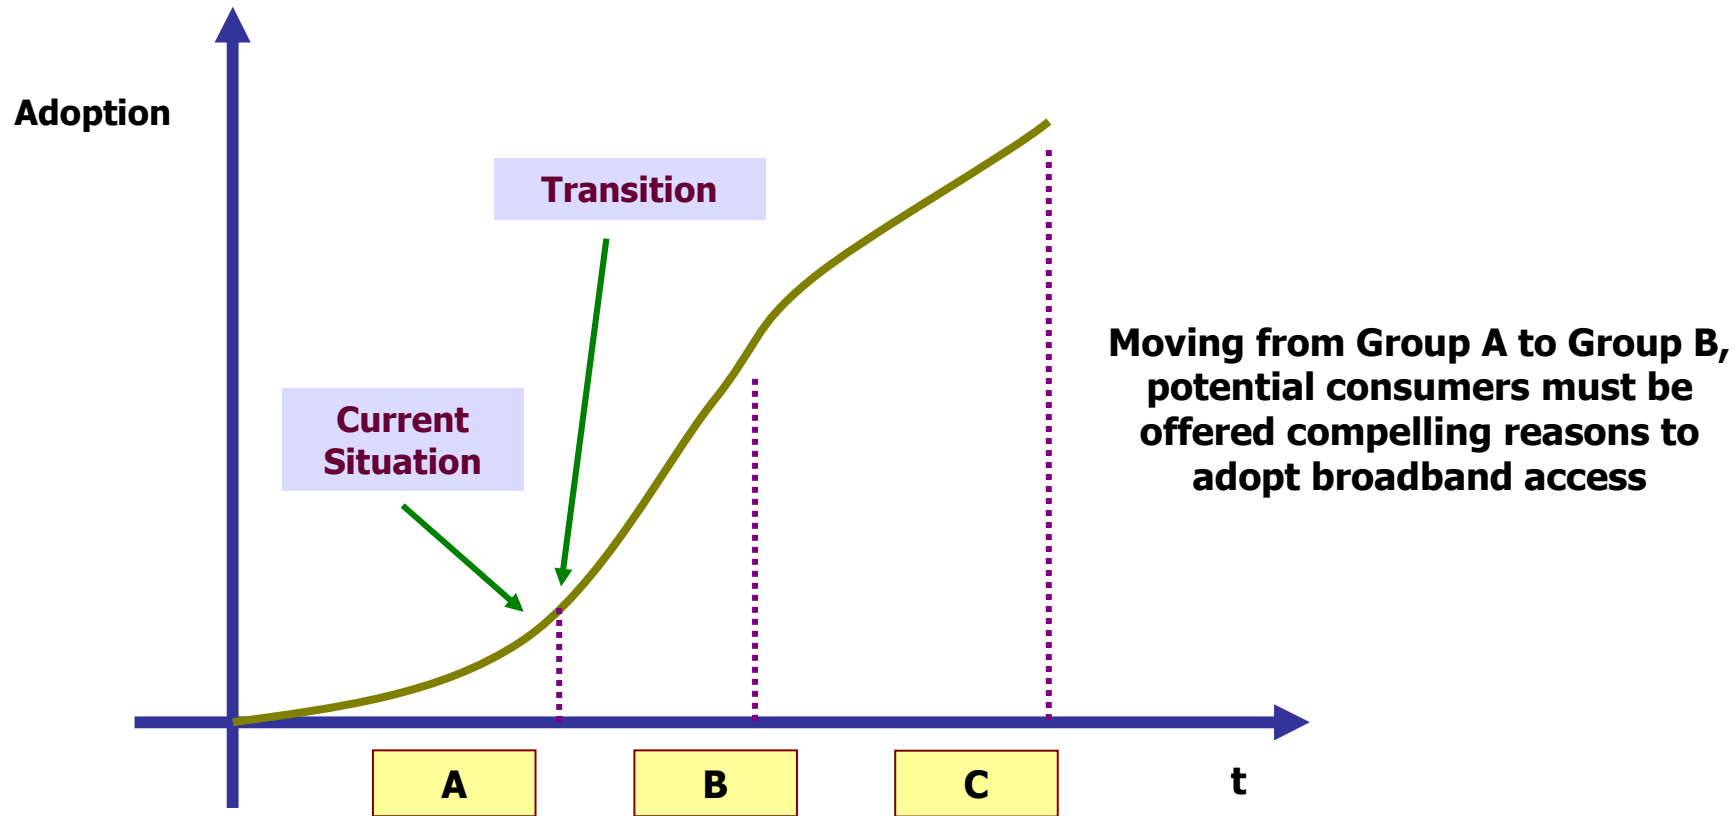 Adoption
Transition
Current
Situation
Moving from Group A to Group B,
potential consumers must be
offered compelling reasons to
adopt broadband access
A
B
C
t